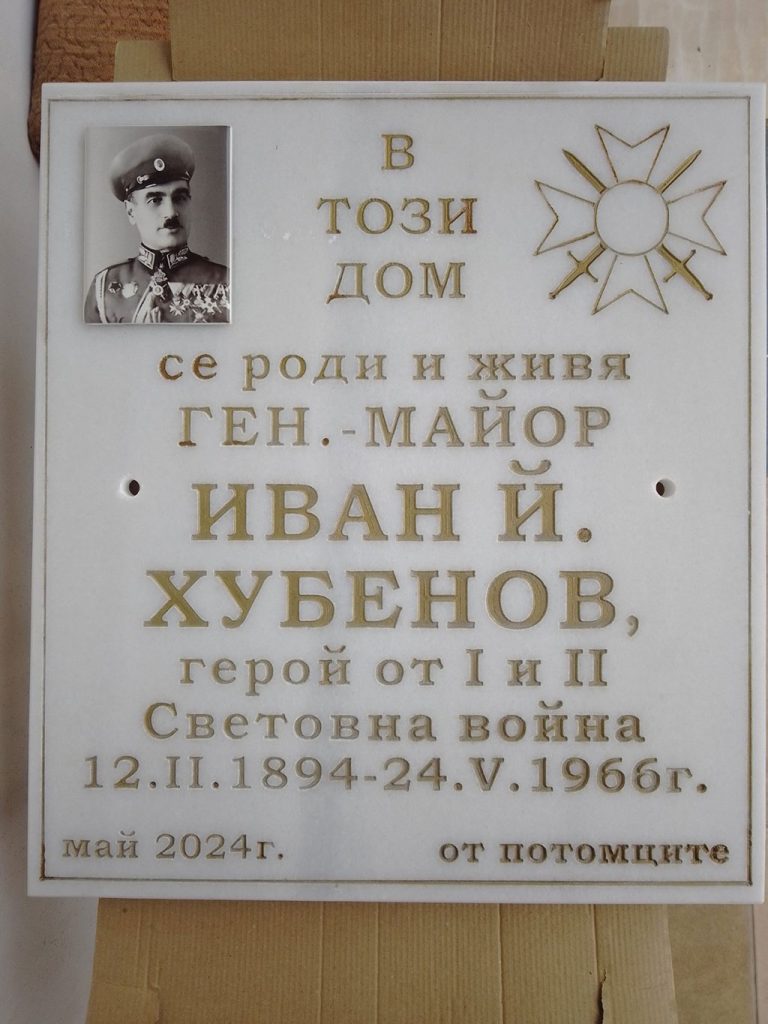 В
ТОЗИ
ДОМ
се роди и живя
ГЕН.-МАЙОР
ИВАН Й.
ХУБЕНОВ,
герой от I и II
Световна война
12.II.1894-24.V.1966г.
май 2024г. от потомците